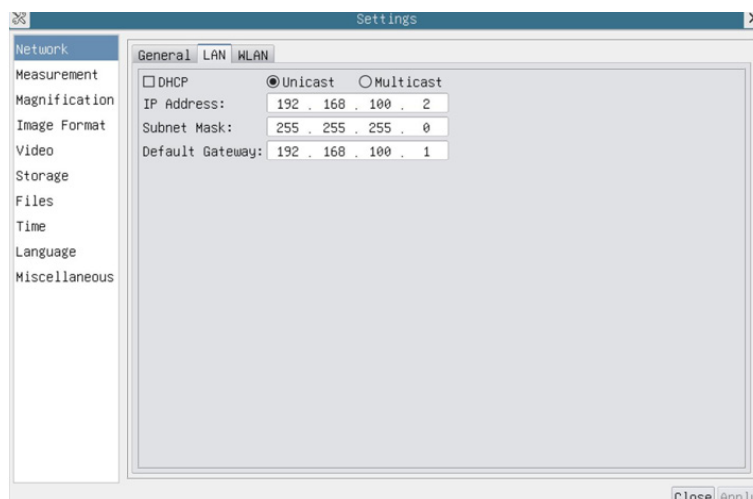 Settings
Network
Measurement
Magnification
Image Format
Video
Storage
Files
Time
Language
Miscellaneous
General LAN WLAN
DHCP Unicast Multicast
IP Address: 192 . 168 . 100 . 2
Subnet Mask: 255 . 255 . 255 . 0
Default Gateway: 192 . 168 . 100 . 1
Close